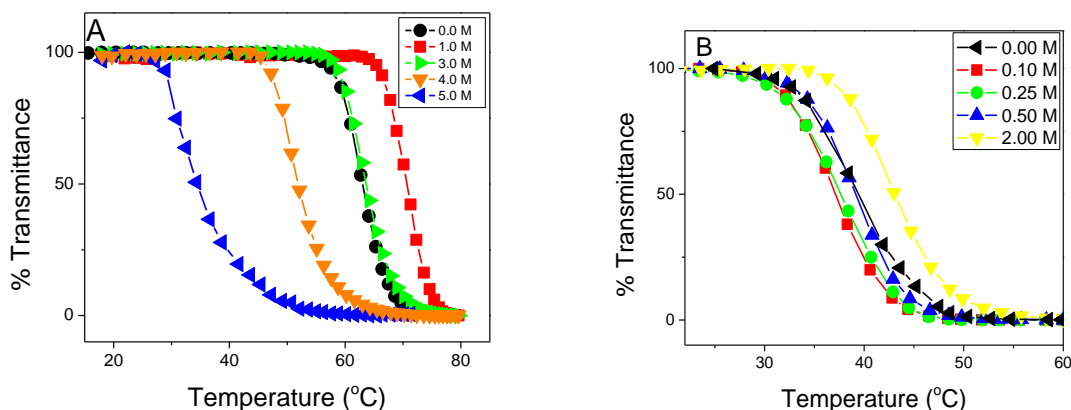 A
0.0 M
1.0 M
3.0 M
4.0 M
5.0 M
100
50
0
% Transmittance
20
40
60
80
Temperature (°C)
B
0.00 M
0.10 M
0.25 M
0.50 M
2.00 M
100
50
0
% Transmittance
30
40
50
60
Temperature (°C)